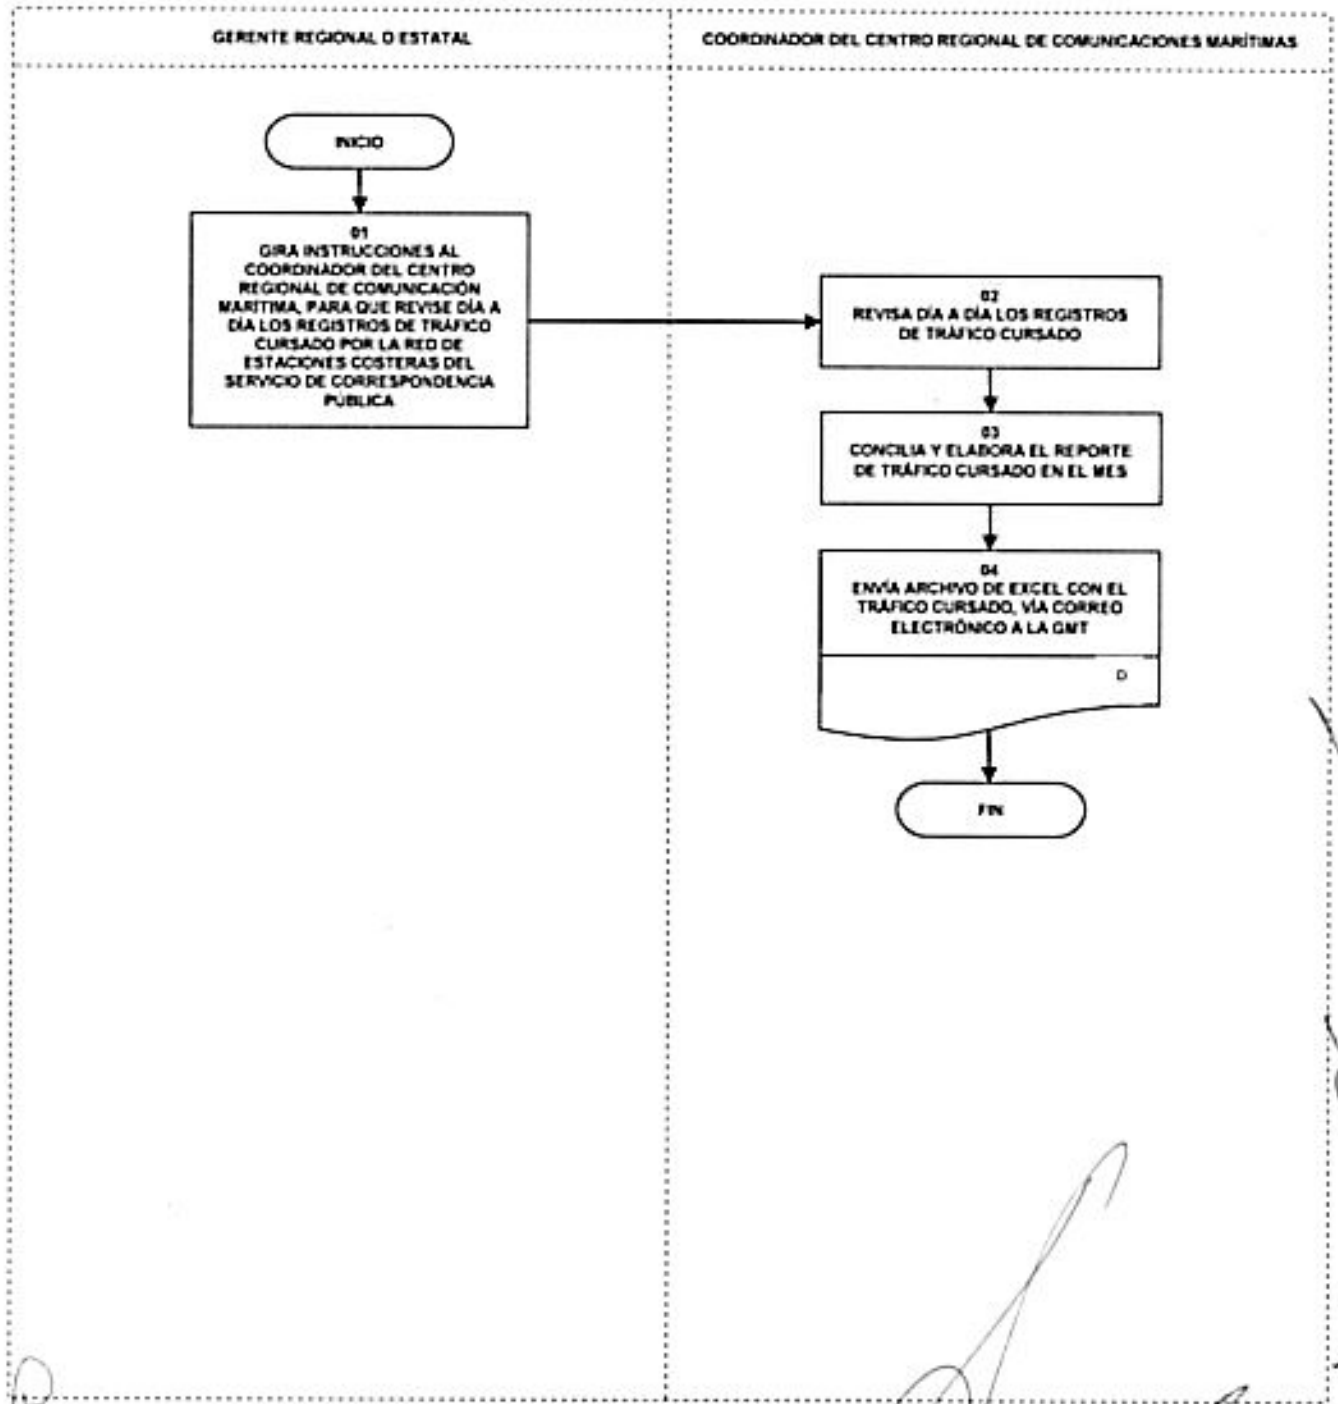 GERENTE REGIONAL O ESTATAL
COORDINADOR DEL CENTRO REGIONAL DE COMUNICACIONES MARÍTIMAS
INICIO
01
GIRA INSTRUCCIONES AL
COORDINADOR DEL CENTRO
REGIONAL DE COMUNICACIÓN
MARÍTIMA, PARA QUE REVISE DÍA A
DÍA LOS REGISTROS DE TRÁFICO
CURSADO POR LA RED DE
ESTACIONES COSTERAS DEL
SERVICIO DE CORRESPONDENCIA
PÚBLICA
02
REVISA DÍA A DÍA LOS REGISTROS
DE TRÁFICO CURSADO
03
CONCILIA Y ELABORA EL REPORTE
DE TRÁFICO CURSADO EN EL MES
04
ENVÍA ARCHIVO DE EXCEL CON EL
TRÁFICO CURSADO, VÍA CORREO
ELECTRÓNICO A LA GMT
D
FIN